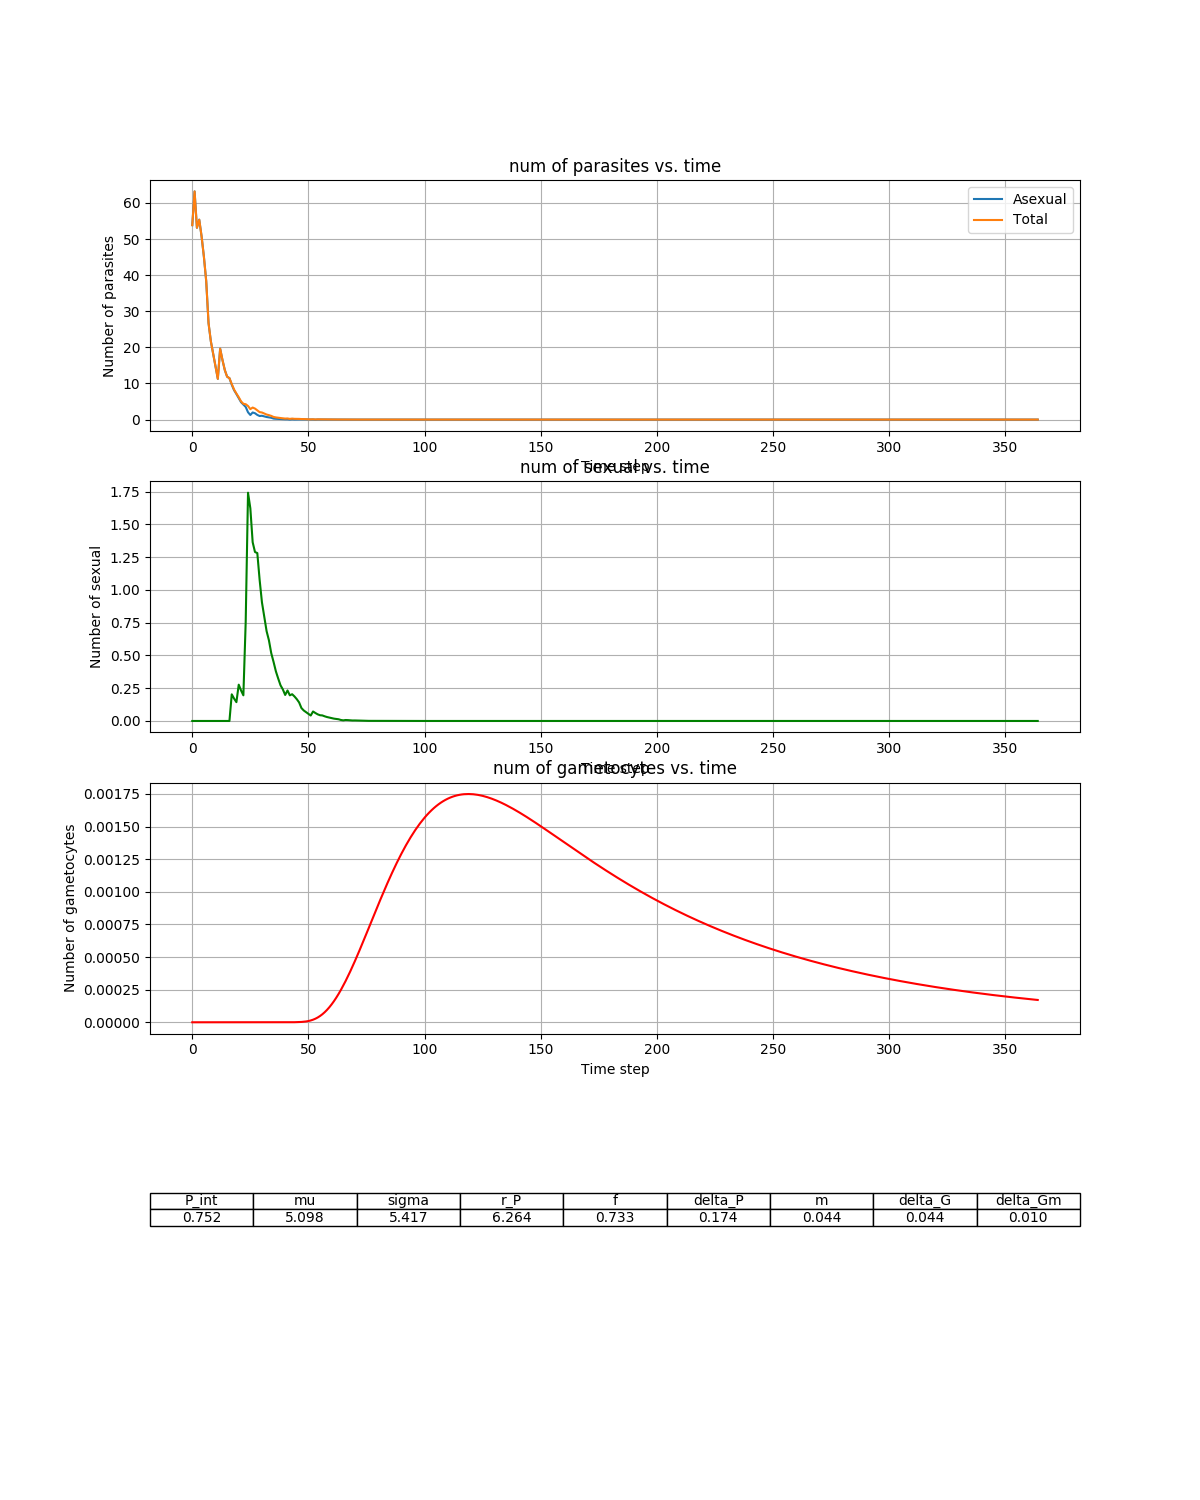 num of parasites vs. time
Number of parasites
60
50
40
30
20
10
0
Asexual
Total
0 50 100 150 200 250 300 350
Time step
num of sexual vs. time
Number of sexual
1.75
1.50
1.25
1.00
0.75
0.50
0.25
0.00
0 50 100 150 200 250 300 350
Time step
num of gametocytes vs. time
Number of gametocytes
0.00175
0.00150
0.00125
0.00100
0.00075
0.00050
0.00025
0.00000
0 50 100 150 200 250 300 350
Time step
P_int mu sigma r_P f delta_P m delta_G delta_Gm
0.752 5.098 5.417 6.264 0.733 0.174 0.044 0.044 0.010